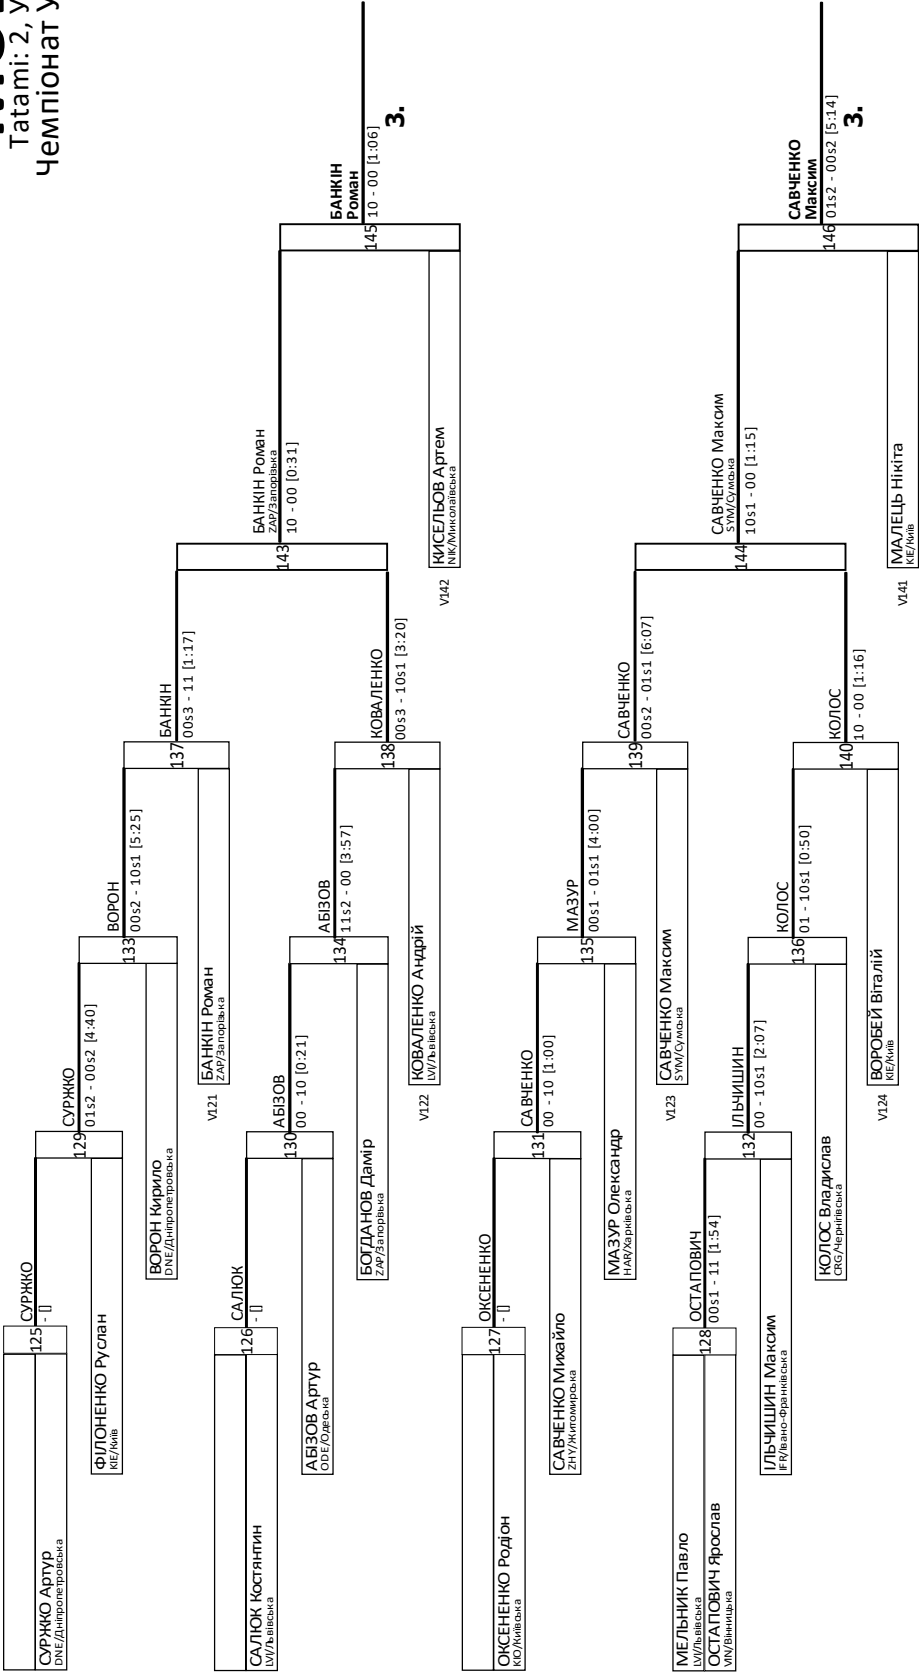 Tatami: 2, У
Чемпіонат У
СУРЖКО Артур
DNE/Дніпропетровська
125
СУРЖКО
- []
ФІЛОНЕНКО Руслан
KIE/Київ
129
СУРЖКО
01s2 - 00s2 [4:40]
ВОРОН Кирило
DNE/Дніпропетровська
133
ВОРОН
00s2 - 10s1 [5:25]
V121
БАНКІН Роман
ZAP/Запорізька
137
БАНКІН
00s3 - 11 [1:17]
САЛЮК Костянтин
LVI/Львівська
126
САЛЮК
- []
АБІЗОВ Артур
ODE/Одеська
130
АБІЗОВ
00 - 10 [0:21]
БОГДАНОВ Дамір
ZAP/Запорізька
134
АБІЗОВ
11s2 - 00 [3:57]
V122
КОВАЛЕНКО Андрій
LVI/Львівська
138
КОВАЛЕНКО
00s3 - 10s1 [3:20]
143
БАНКІН Роман
ZAP/Запорізька
10 - 00 [0:31]
V142
КИСЕЛЬОВ Артем
NIK/Миколаївська
145
БАНКІН
Роман
10 - 00 [1:06]
3.
ОКСЕНЕНКО Родіон
KIO/Київська
127
ОКСЕНЕНКО
- []
САВЧЕНКО Михайло
ZHY/Житомирська
131
САВЧЕНКО
00 - 10 [1:00]
МАЗУР Олександр
HAR/Харківська
135
МАЗУР
00s1 - 01s1 [4:00]
V123
САВЧЕНКО Максим
SYM/Сумська
139
САВЧЕНКО
00s2 - 01s1 [6:07]
МЕЛЬНИК Павло
LVI/Львівська
ОСТАПОВИЧ Ярослав
VIN/Вінницька
128
ОСТАПОВИЧ
00s1 - 11 [1:54]
ІЛЬЧИШИН Максим
IFR/Івано-Франківська
132
ІЛЬЧИШИН
00 - 10s1 [2:07]
КОЛОС Владислав
CRG/Чернігівська
136
КОЛОС
01 - 10s1 [0:50]
V124
ВОРОБЕЙ Віталій
KIE/Київ
140
КОЛОС
10 - 00 [1:16]
144
САВЧЕНКО Максим
SYM/Сумська
10s1 - 00 [1:15]
V141
МАЛЕЦЬ Нікіта
KIE/Київ
146
САВЧЕНКО
Максим
01s2 - 00s2 [5:14]
3.